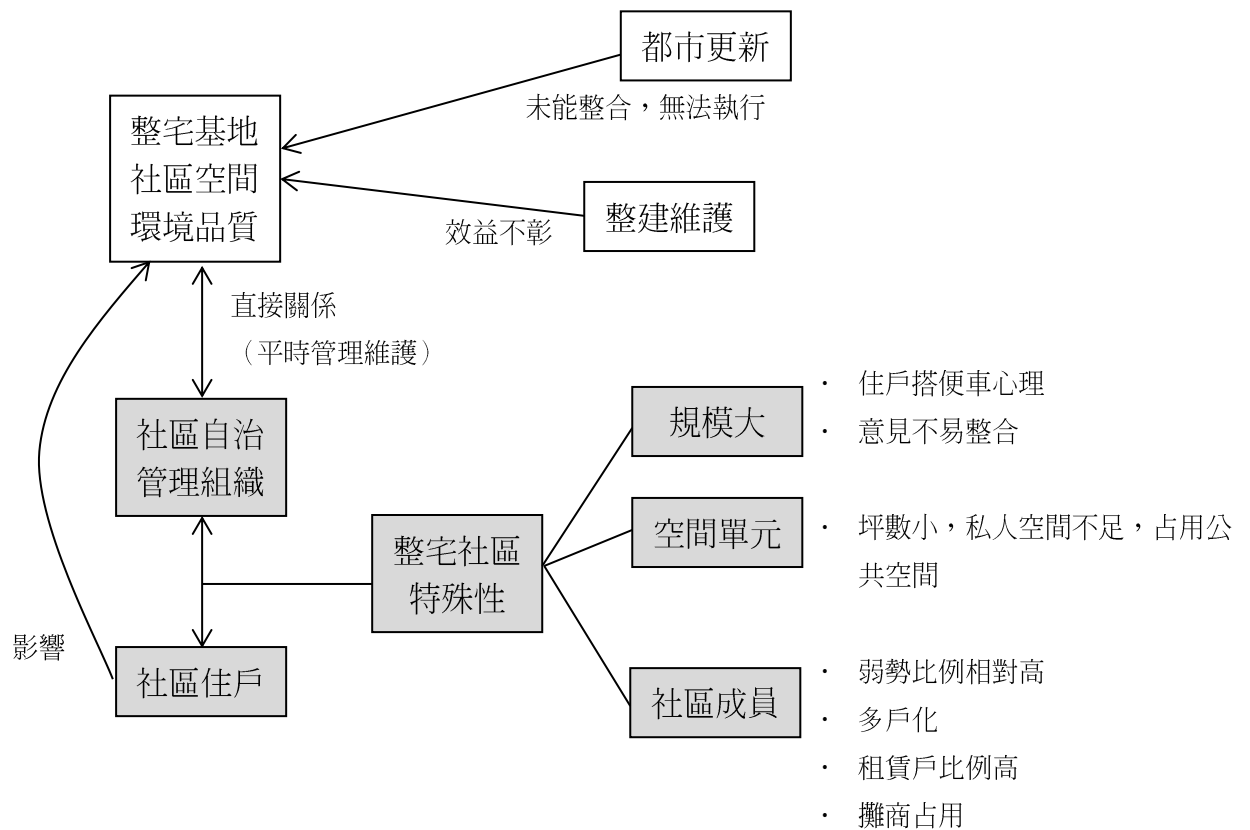 都市更新
未能整合，無法執行
整宅基地
社區空間
環境品質
整建維護
效益不彰
直接關係
（平時管理維護）
社區自治
管理組織
規模大
· 住戶搭便車心理
· 意見不易整合
空間單元
· 坪數小，私人空間不足，占用公
共空間
整宅社區
特殊性
影響
社區住戶
社區成員
· 弱勢比例相對高
· 多戶化
· 租賃戶比例高
· 攤商占用